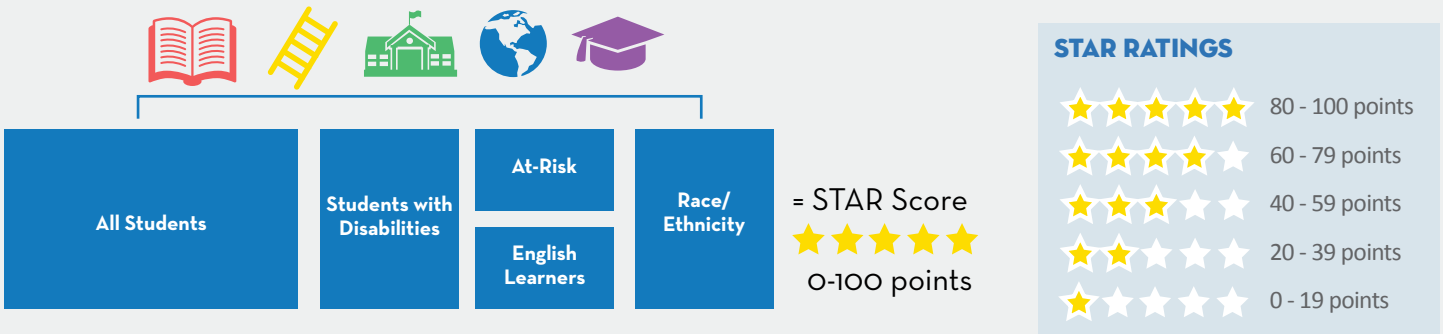 All Students
Students with
Disabilities
At-Risk
English
Learners
Race/
Ethnicity
= STAR Score
0-100 points
STAR RATINGS
80 - 100 points
60 - 79 points
40 - 59 points
20 - 39 points
0 - 19 points